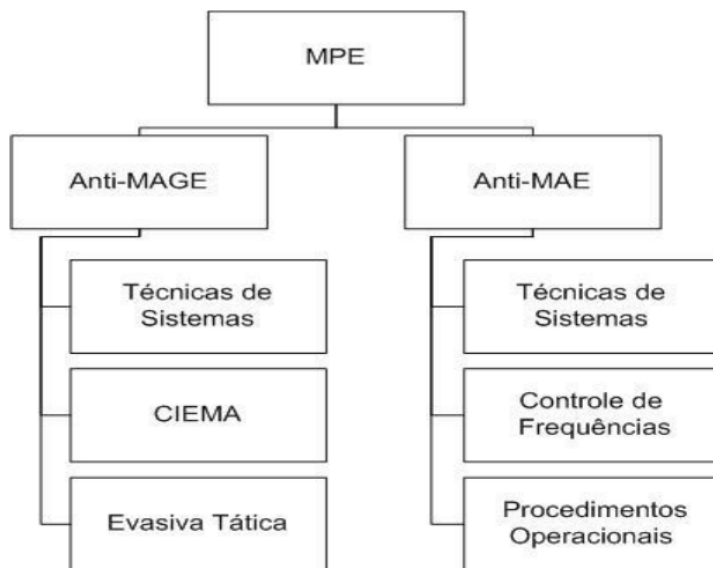 MPE
Anti-MAGE
Anti-MAE
Técnicas de
Sistemas
CIEMA
Evasiva Tática
Técnicas de
Sistemas
Controle de
Frequências
Procedimentos
Operacionais